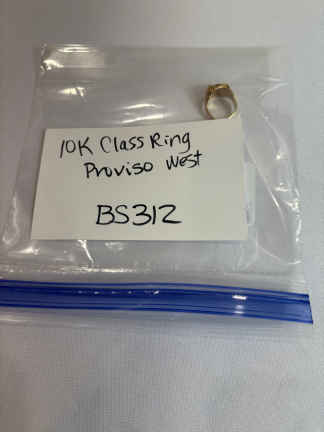 10K Class Ring
Proviso West
BS312